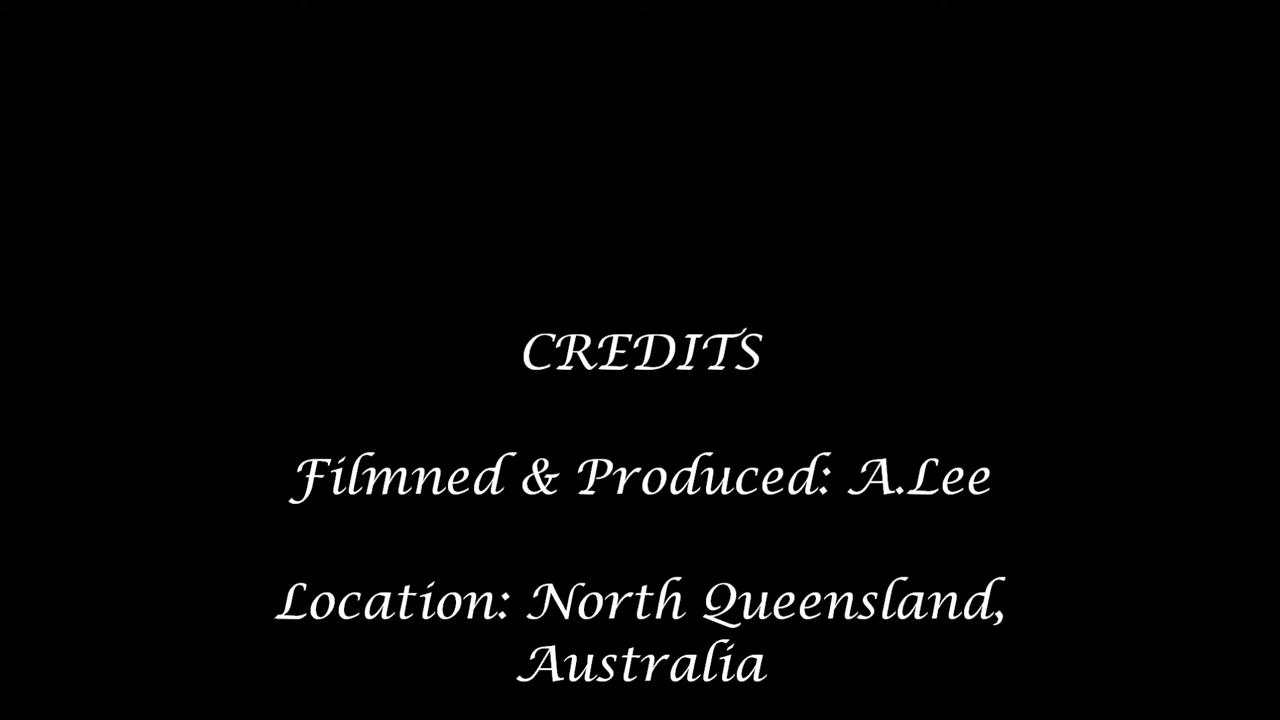 CREDITS
Filmned & Produced: A.Lee
Location: North Queensland,
Australia